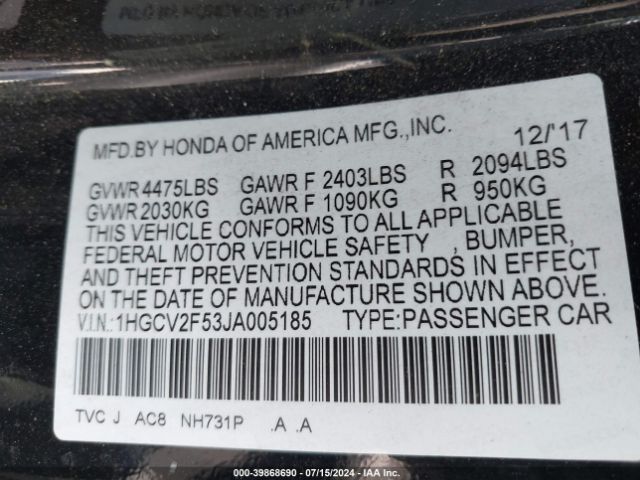 MFD.BY HONDA OF AMERICA MFG.,INC. 12/'17
GVWR 4475LBS GAWR F 2403LBS R 2094LBS
GVWR 2030KG GAWR F 1090KG R 950KG
THIS VEHICLE CONFORMS TO ALL APPLICABLE
FEDERAL MOTOR VEHICLE SAFETY , BUMPER,
AND THEFT PREVENTION STANDARDS IN EFFECT
ON THE DATE OF MANUFACTURE SHOWN ABOVE.
V.I.N.:1HGCV2F53JA005185 TYPE:PASSENGER CAR
TVC J AC8 NH731P .A .A
000-39868690 - 07/15/2024 - IAA Inc.